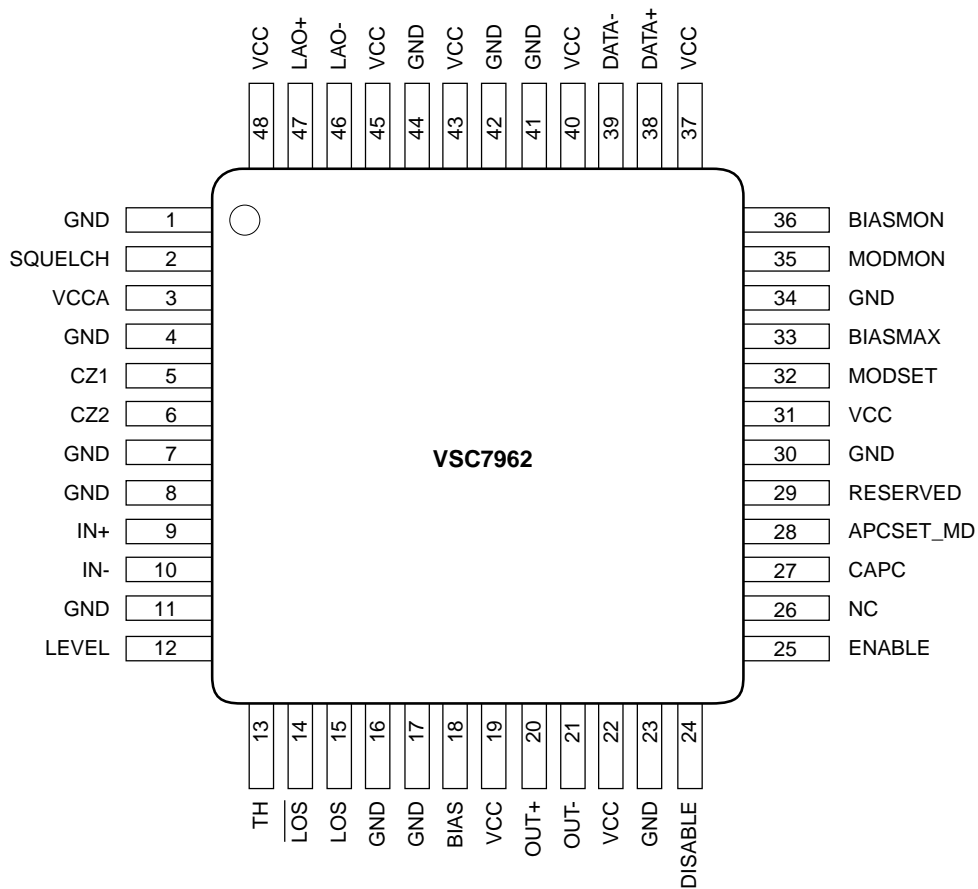 VCC LAO+ LAO- VCC GND VCC GND GND VCC DATA- DATA+ VCC
48 47 46 45 44 43 42 41 40 39 38 37
GND 1 36 BIASMON
SQUELCH 2 35 MODMON
VCCA 3 34 GND
GND 4 33 BIASMAX
CZ1 5 32 MODSET
CZ2 6 31 VCC
GND 7 30 GND
VSC7962
GND 8 29 RESERVED
IN+ 9 28 APCSET_MD
IN- 10 27 CAPC
GND 11 26 NC
LEVEL 12 25 ENABLE
13 14 15 16 17 18 19 20 21 22 23 24
TH LOS LOS GND GND BIAS VCC OUT+ OUT- VCC GND DISABLE